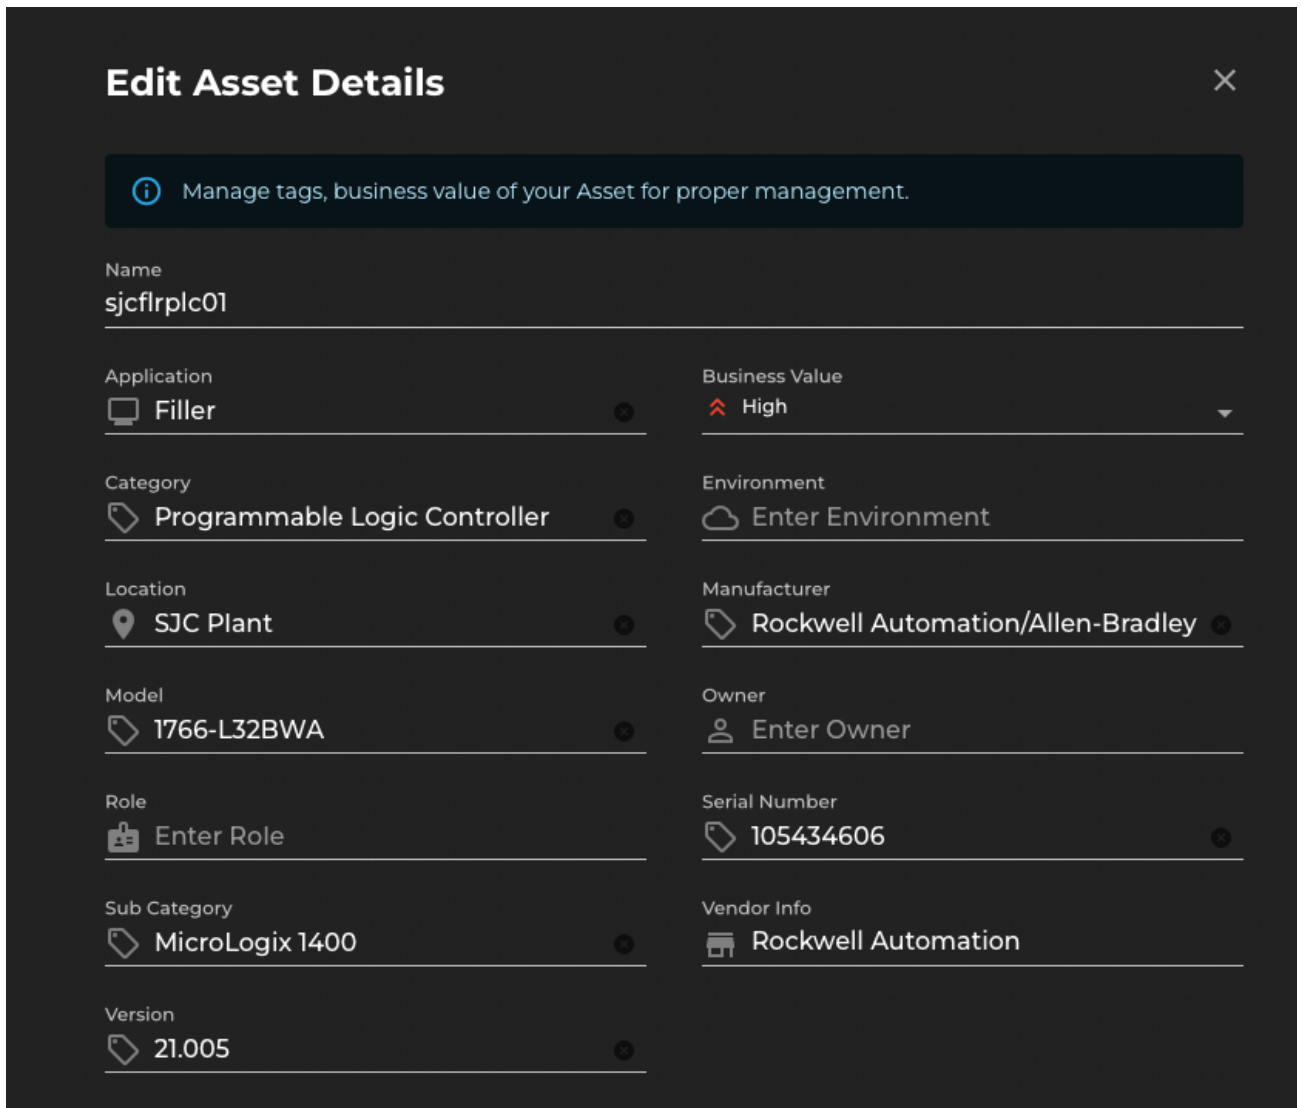 Edit Asset Details
Manage tags, business value of your Asset for proper management.
Name
sjcflrplc01
Application
Filler
Business Value
High
Category
Programmable Logic Controller
Environment
Enter Environment
Location
SJC Plant
Manufacturer
Rockwell Automation/Allen-Bradley
Model
1766-L32BWA
Owner
Enter Owner
Role
Enter Role
Serial Number
105434606
Sub Category
MicroLogix 1400
Vendor Info
Rockwell Automation
Version
21.005